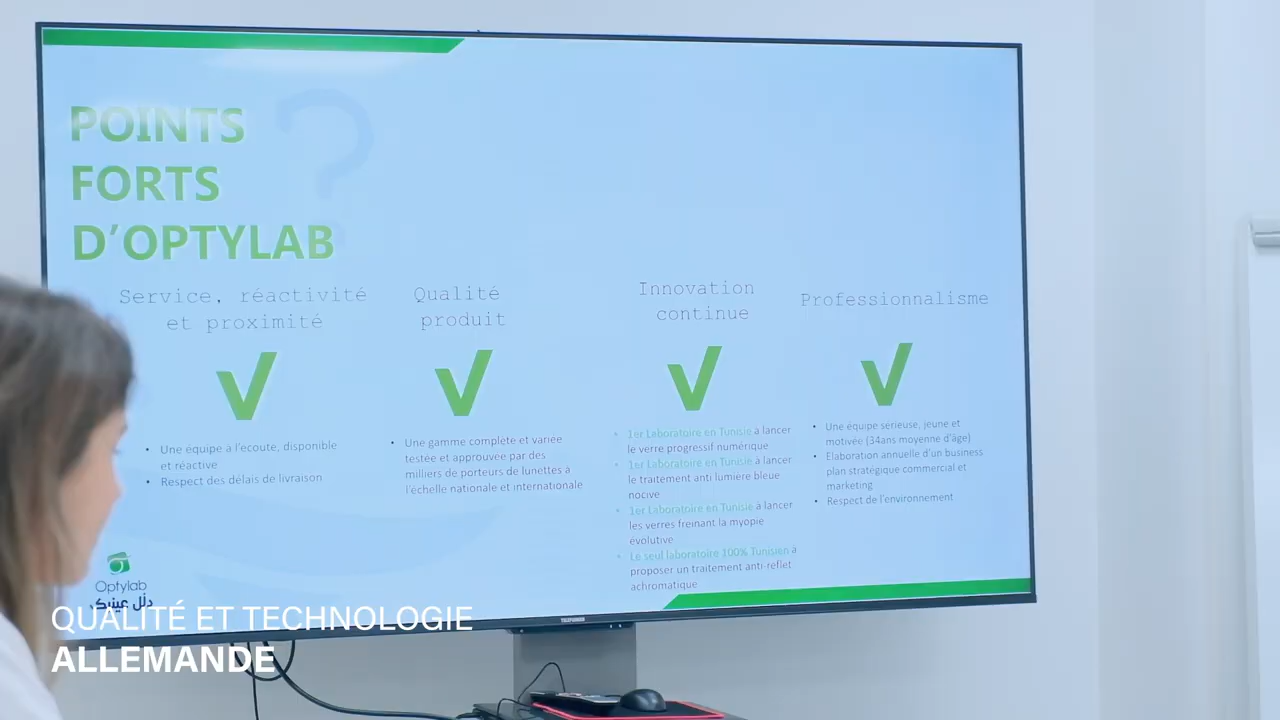 POINTS
FORTS
D'OPTYLAB
Service, réactivité
et proximité
Une équipe à l'ecoute, disponible
et réactive
Respect des délais de livraison
Qualité
produit
Une gamme complete et variée
testée et approuvée par des
milliers de porteurs de lunettes à
l'échelle nationale et internationale
Innovation
continue
1er Laboratoire en Tunisie à lancer
le verre progressif numérique
1er Laboratoire en Tunisie à lancer
le traitement anti lumière bleue
nocive
1er Laboratoire en Tunisie à lancer
les verres freinant la myopie
évolutive
Le seul laboratoire 100% Tunisien à
proposer un traitement anti-reflet
achromatique
Professionnalisme
Une équipe sérieuse, jeune et
motivée (34ans moyenne d'âge)
Elaboration annuelle d'un business
plan stratégique commercial et
marketing
Respect de l'environnement
Optylab
دلّل عينيك
TELEFUNKEN
QUALITÉ ET TECHNOLOGIE
ALLEMANDE